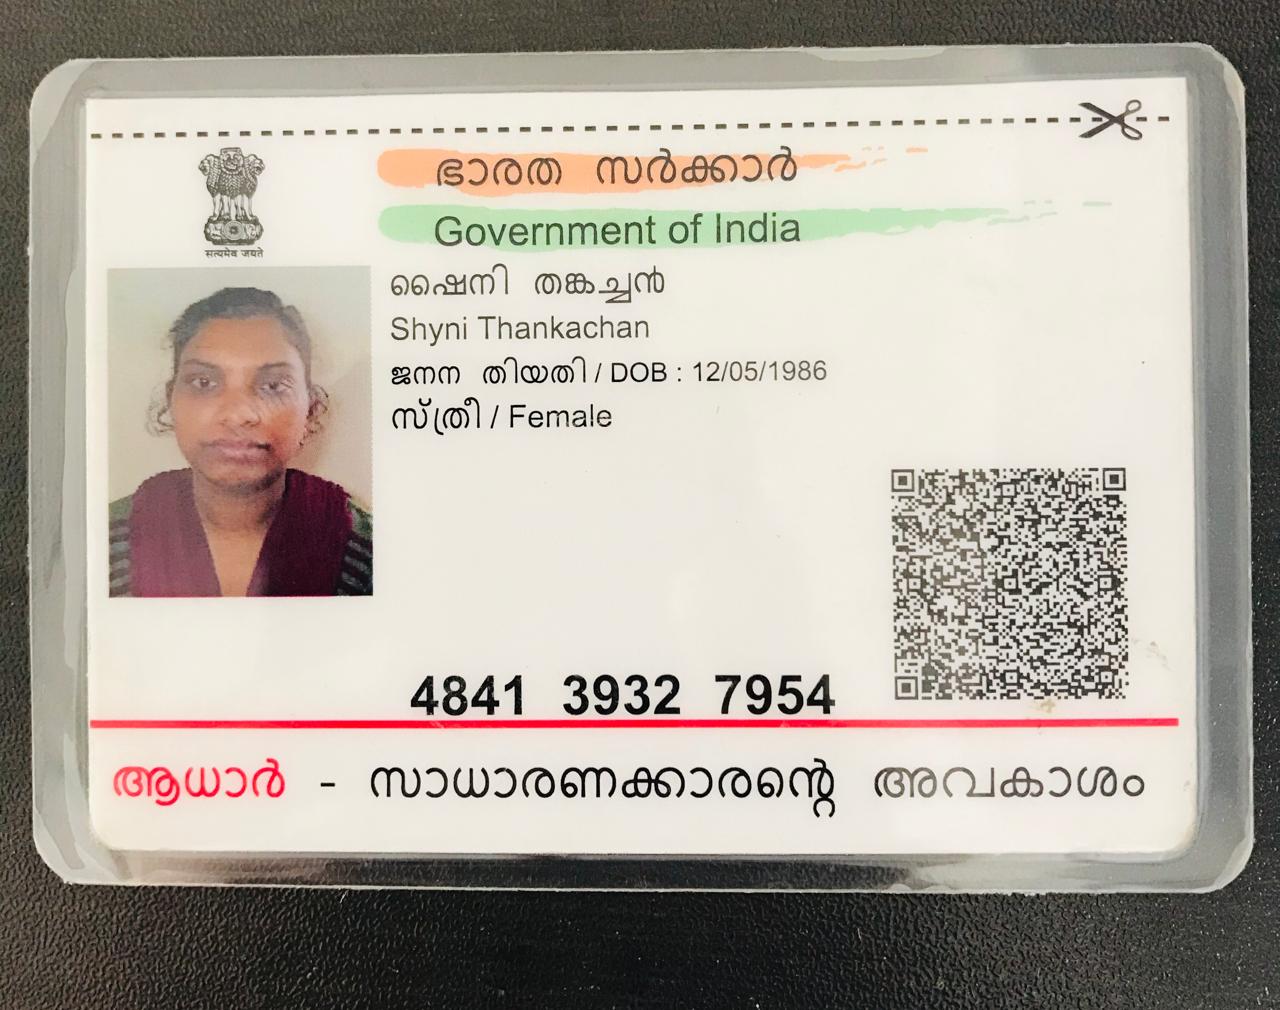 ഭാരത സർക്കാർ
Government of India
सत्यमेव जयते
ഷൈനി തങ്കച്ചൻ
Shyni Thankachan
ജനന തിയതി / DOB : 12/05/1986
സ്ത്രീ / Female
4841 3932 7954
ആധാർ - സാധാരണക്കാരന്റെ അവകാശം